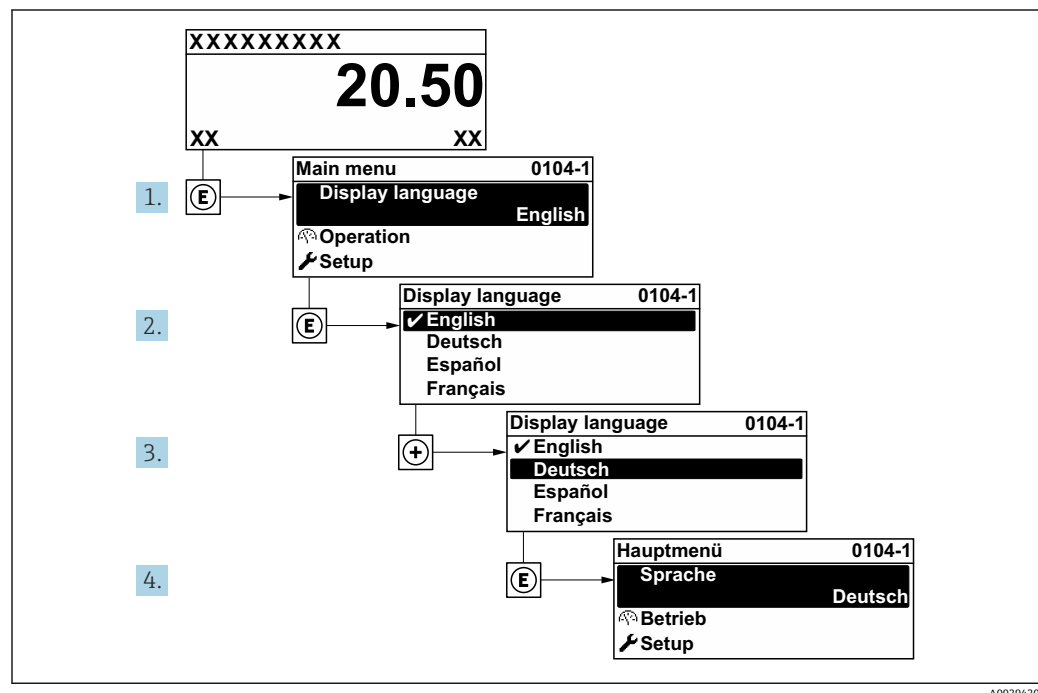 XXXXXXXXX
20.50
XX XX
1. E
Main menu 0104-1
Display language
English
Operation
Setup
2. E
Display language 0104-1
✔English
Deutsch
Español
Français
3. +
Display language 0104-1
✔English
Deutsch
Español
Français
4. E
Hauptmenü 0104-1
Sprache
Deutsch
Betrieb
Setup